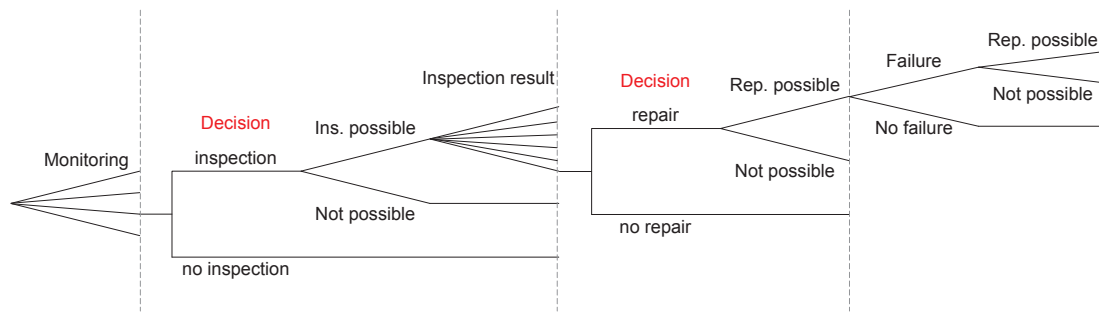 Monitoring
Decision
inspection
Ins. possible
Not possible
no inspection
Inspection result
Decision
repair
Rep. possible
Not possible
no repair
Failure
No failure
Rep. possible
Not possible